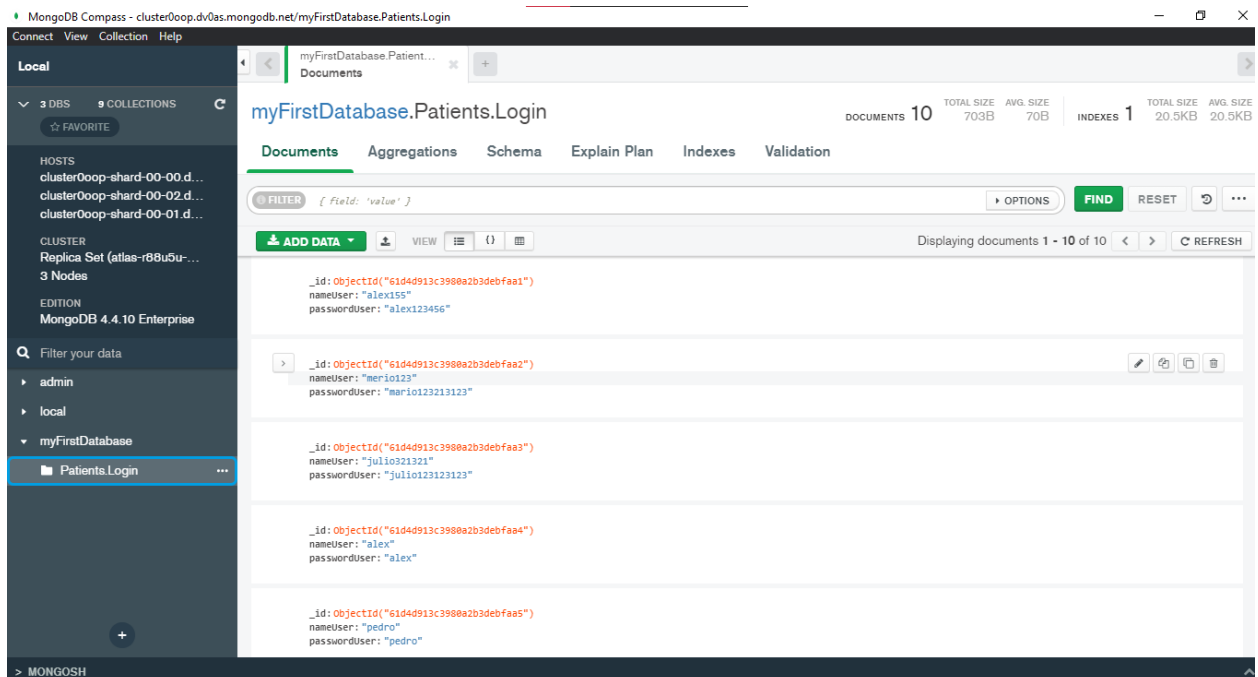 MongoDB Compass - cluster0oop.dv0as.mongodb.net/myFirstDatabase.Patients.Login
Connect View Collection Help
Local
3 DBS 9 COLLECTIONS
FAVORITE
HOSTS
cluster0oop-shard-00-00.d...
cluster0oop-shard-00-02.d...
cluster0oop-shard-00-01.d...
CLUSTER
Replica Set (atlas-r88u5u-...
3 Nodes
EDITION
MongoDB 4.4.10 Enterprise
Filter your data
admin
local
myFirstDatabase
Patients.Login
myFirstDatabase.Patient...
Documents
myFirstDatabase.Patients.Login
DOCUMENTS 10 TOTAL SIZE 703B AVG. SIZE 70B INDEXES 1 TOTAL SIZE 20.5KB AVG. SIZE 20.5KB
Documents Aggregations Schema Explain Plan Indexes Validation
FILTER { field: 'value' } OPTIONS FIND RESET
ADD DATA VIEW {} Displaying documents 1 - 10 of 10 REFRESH
_id: ObjectId("61d4d913c3980a2b3debfaa1")
nameUser: "alex155"
passwordUser: "alex123456"
_id: ObjectId("61d4d913c3980a2b3debfaa2")
nameUser: "merio123"
passwordUser: "mario123213123"
_id: ObjectId("61d4d913c3980a2b3debfaa3")
nameUser: "julio321321"
passwordUser: "julio123123123"
_id: ObjectId("61d4d913c3980a2b3debfaa4")
nameUser: "alex"
passwordUser: "alex"
_id: ObjectId("61d4d913c3980a2b3debfaa5")
nameUser: "pedro"
passwordUser: "pedro"
> MONGOSH